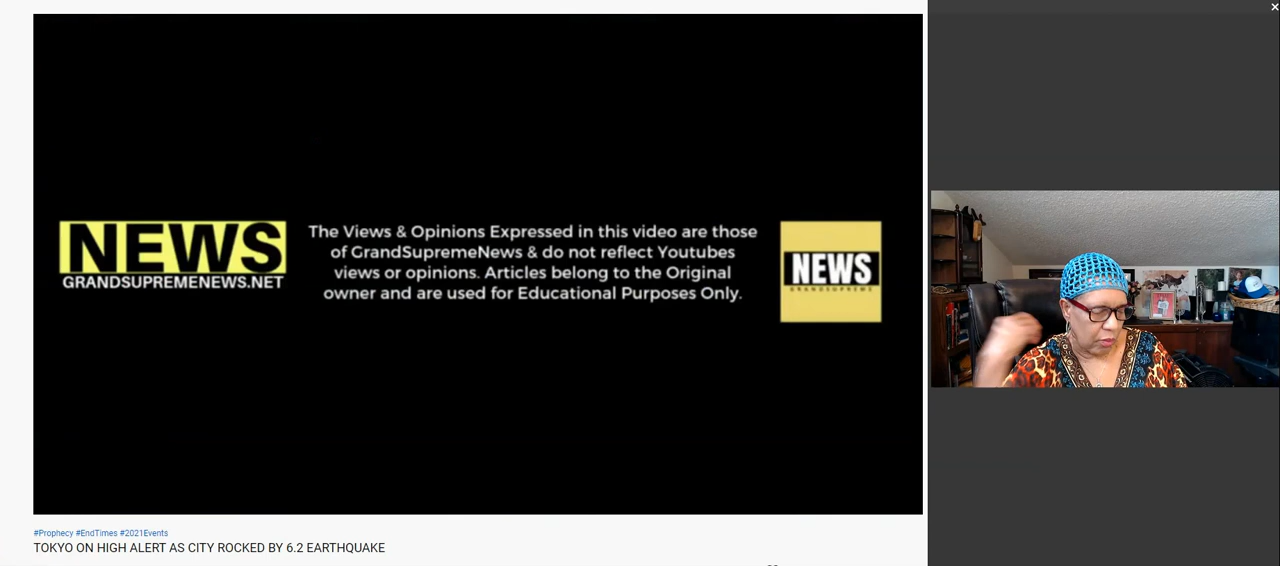 NEWS
GRANDSUPREMENEWS.NET
The Views & Opinions Expressed in this video are those
of GrandSupremeNews & do not reflect Youtubes
views or opinions. Articles belong to the Original
owner and are used for Educational Purposes Only.
NEWS
GRANDSUPREME
#Prophecy #EndTimes #2021Events
TOKYO ON HIGH ALERT AS CITY ROCKED BY 6.2 EARTHQUAKE